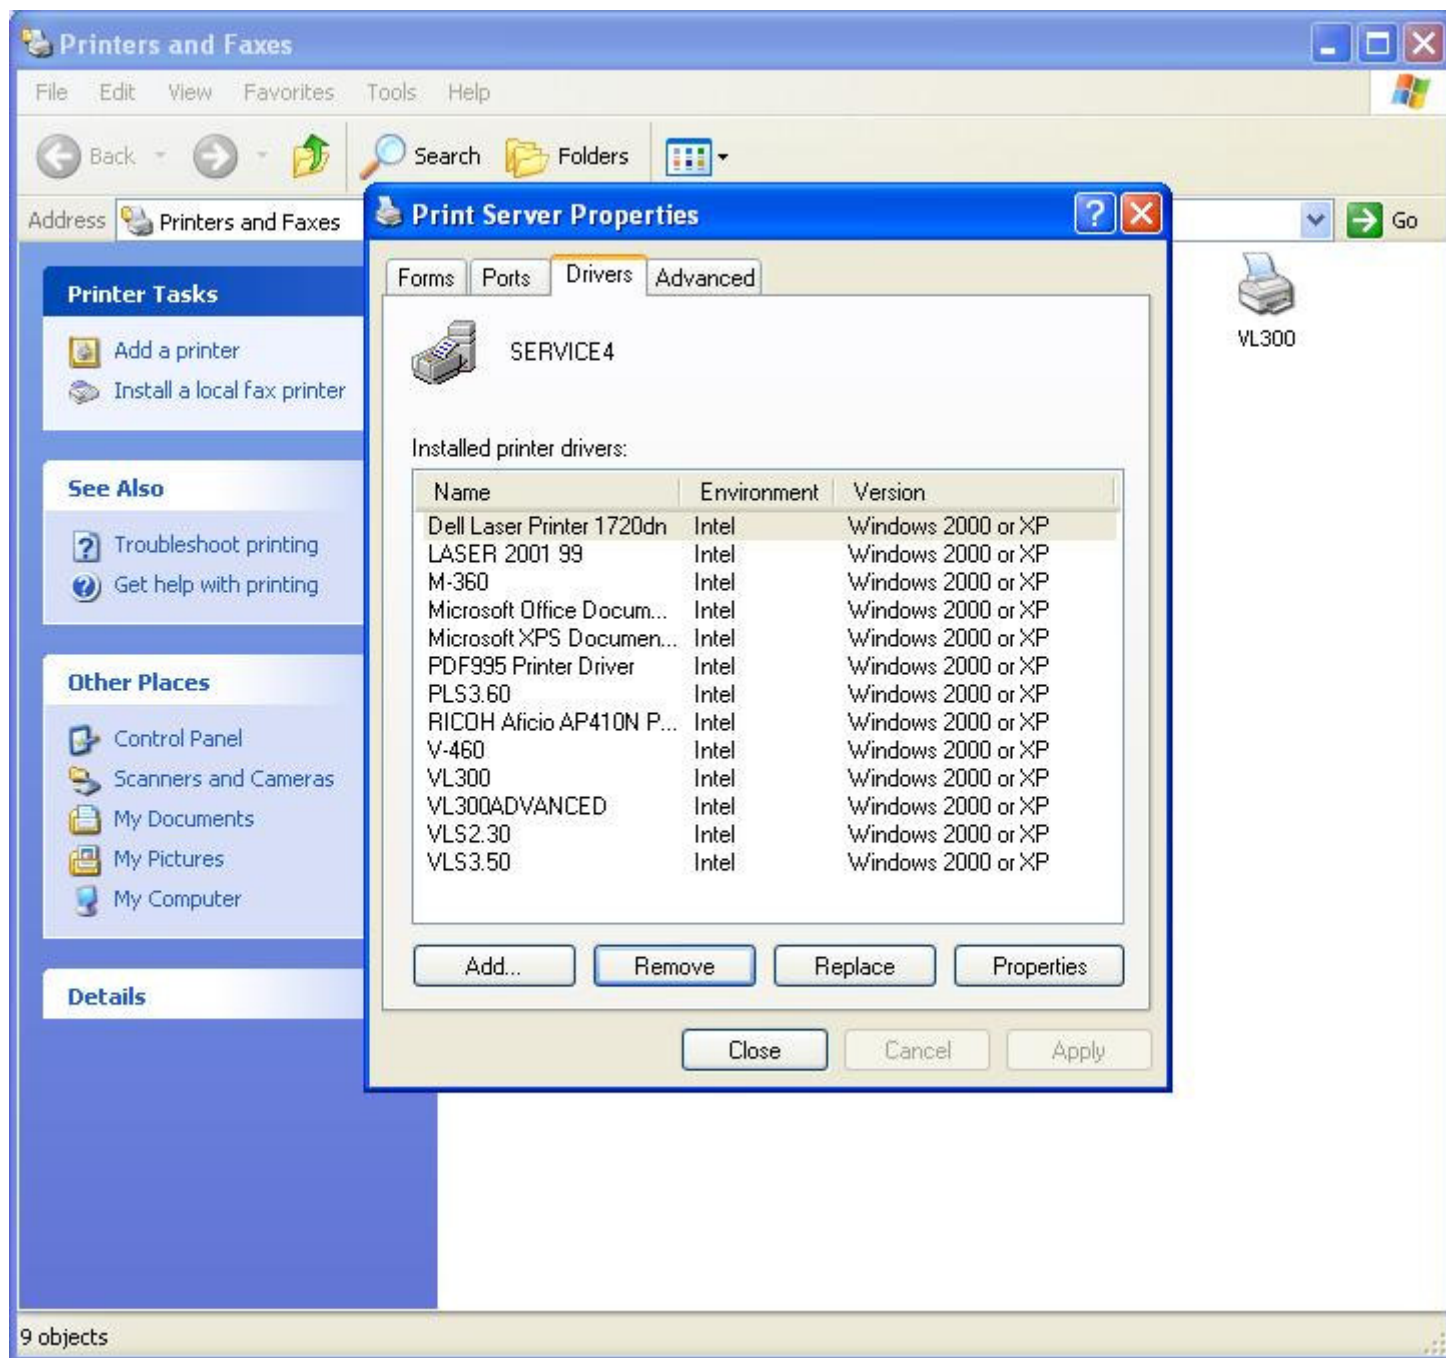 Printers and Faxes
File Edit View Favorites Tools Help
Back Search Folders
Address Printers and Faxes Go
Printer Tasks
Add a printer
Install a local fax printer
See Also
Troubleshoot printing
Get help with printing
Other Places
Control Panel
Scanners and Cameras
My Documents
My Pictures
My Computer
Details
VL300
Print Server Properties
Forms Ports Drivers Advanced
SERVICE4
Installed printer drivers:
Name Environment Version
Dell Laser Printer 1720dn Intel Windows 2000 or XP
LASER 2001 99 Intel Windows 2000 or XP
M-360 Intel Windows 2000 or XP
Microsoft Office Docum... Intel Windows 2000 or XP
Microsoft XPS Documen... Intel Windows 2000 or XP
PDF995 Printer Driver Intel Windows 2000 or XP
PLS3.60 Intel Windows 2000 or XP
RICOH Aficio AP410N P... Intel Windows 2000 or XP
V-460 Intel Windows 2000 or XP
VL300 Intel Windows 2000 or XP
VL300ADVANCED Intel Windows 2000 or XP
VLS2.30 Intel Windows 2000 or XP
VLS3.50 Intel Windows 2000 or XP
Add... Remove Replace Properties
Close Cancel Apply
9 objects